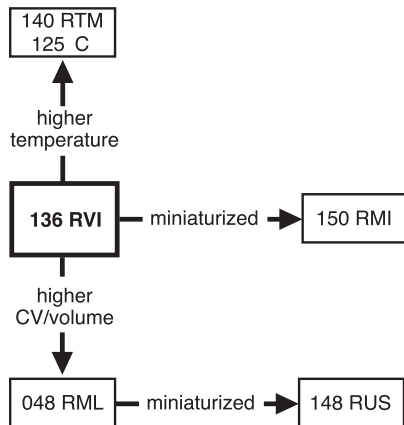 140 RTM
125 C
higher
temperature
136 RVI
miniaturized
150 RMI
higher
CV/volume
048 RML
miniaturized
148 RUS